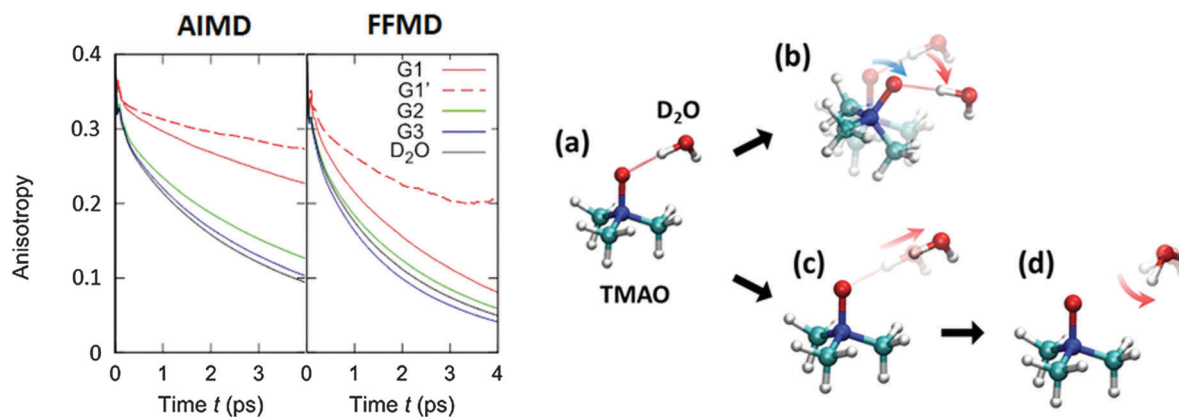 AIMD
FFMD
0.4
0.3
0.2
0.1
0
Anisotropy
G1
G1'
G2
G3
D₂O
0 1 2 3
0 1 2 3 4
Time t (ps)
Time t (ps)
(a)
D₂O
TMAO
(b)
(c)
(d)